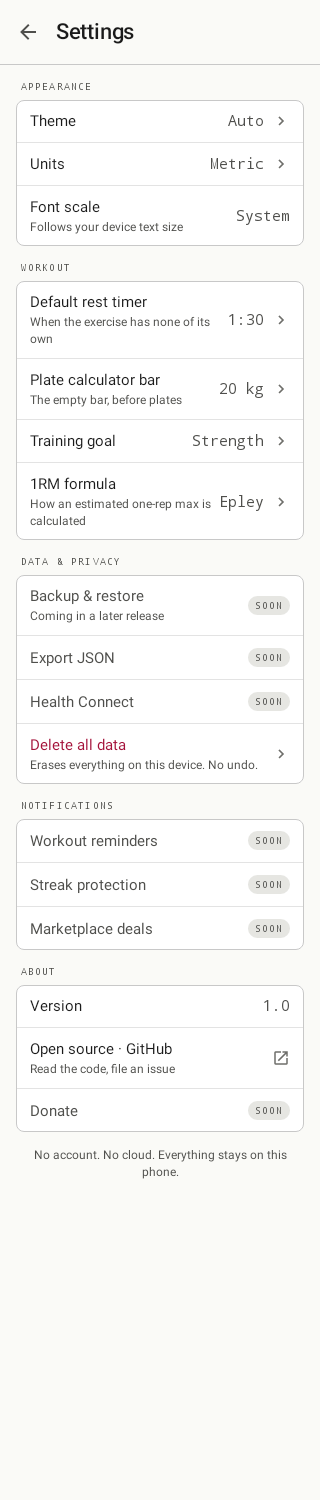 Settings
APPEARANCE
Theme
Auto
Units
Metric
Font scale
Follows your device text size
System
WORKOUT
Default rest timer
When the exercise has none of its
own
1:30
Plate calculator bar
The empty bar, before plates
20 kg
Training goal
Strength
1RM formula
How an estimated one-rep max is
calculated
Epley
DATA & PRIVACY
Backup & restore
Coming in a later release
SOON
Export JSON
SOON
Health Connect
SOON
Delete all data
Erases everything on this device. No undo.
NOTIFICATIONS
Workout reminders
SOON
Streak protection
SOON
Marketplace deals
SOON
ABOUT
Version
1.0
Open source · GitHub
Read the code, file an issue
Donate
SOON
No account. No cloud. Everything stays on this
phone.